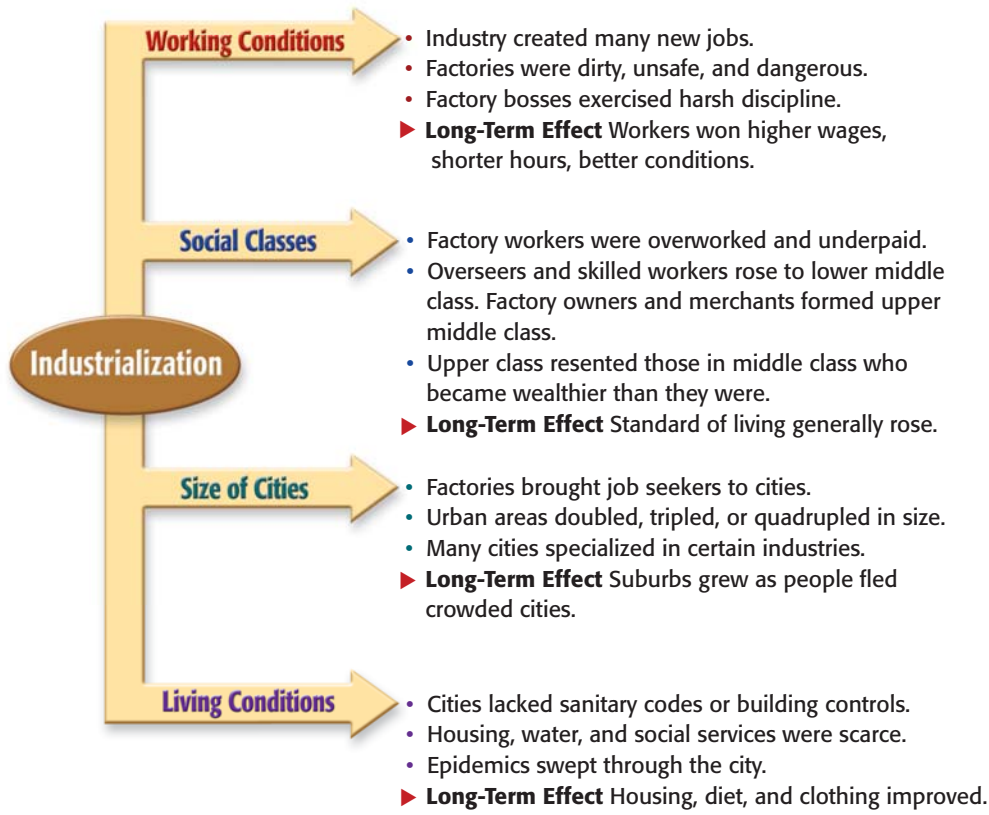 Working Conditions
• Industry created many new jobs.
• Factories were dirty, unsafe, and dangerous.
• Factory bosses exercised harsh discipline.
▶ Long-Term Effect Workers won higher wages,
shorter hours, better conditions.
Social Classes
• Factory workers were overworked and underpaid.
• Overseers and skilled workers rose to lower middle
class. Factory owners and merchants formed upper
middle class.
• Upper class resented those in middle class who
became wealthier than they were.
▶ Long-Term Effect Standard of living generally rose.
Industrialization
Size of Cities
• Factories brought job seekers to cities.
• Urban areas doubled, tripled, or quadrupled in size.
• Many cities specialized in certain industries.
▶ Long-Term Effect Suburbs grew as people fled
crowded cities.
Living Conditions
• Cities lacked sanitary codes or building controls.
• Housing, water, and social services were scarce.
• Epidemics swept through the city.
▶ Long-Term Effect Housing, diet, and clothing improved.